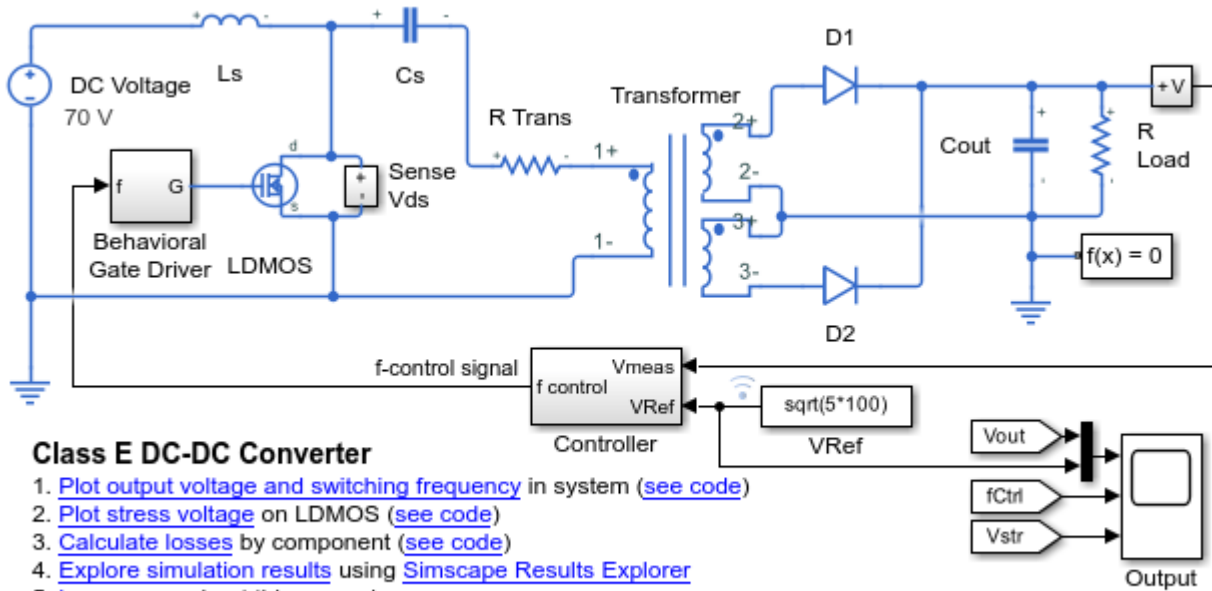 + -
+ -
D1
Ls
Cs
DC Voltage
70 V
Transformer
R Trans
2+
+V
1+
Cout
R
Load
+ -
+
+
d
f G
+
-
Sense
Vds
2-
-
-
s
3+
Behavioral
Gate Driver
LDMOS
1-
3-
f(x) = 0
D2
f-control signal
f control
Vmeas
VRef
sqrt(5*100)
Controller
VRef
Vout
fCtrl
Vstr
Output
Class E DC-DC Converter
1. Plot output voltage and switching frequency in system (see code)
2. Plot stress voltage on LDMOS (see code)
3. Calculate losses by component (see code)
4. Explore simulation results using Simscape Results Explorer